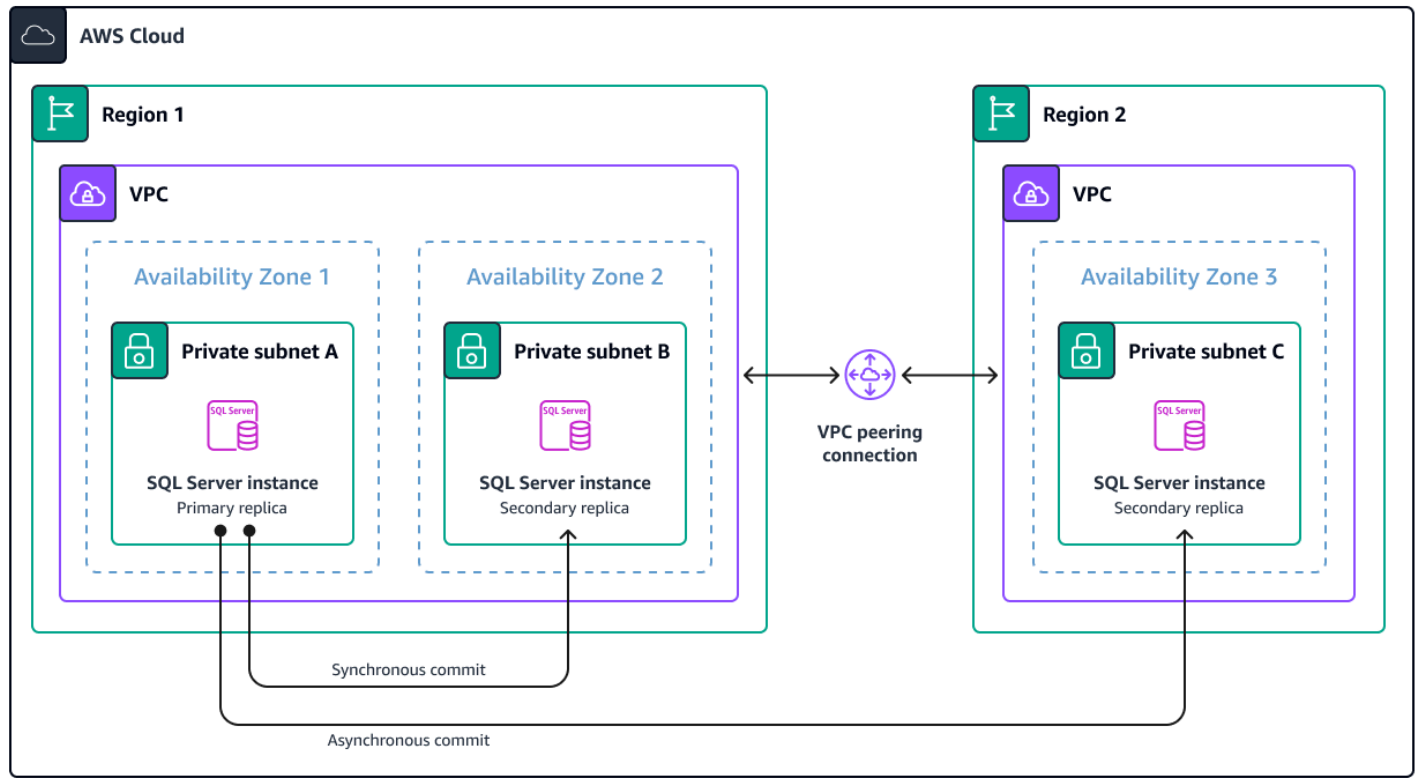 AWS Cloud
Region 1
VPC
Availability Zone 1
Private subnet A
SQL Server
SQL Server instance
Primary replica
Availability Zone 2
Private subnet B
SQL Server
SQL Server instance
Secondary replica
VPC peering
connection
Region 2
VPC
Availability Zone 3
Private subnet C
SQL Server
SQL Server instance
Secondary replica
Synchronous commit
Asynchronous commit